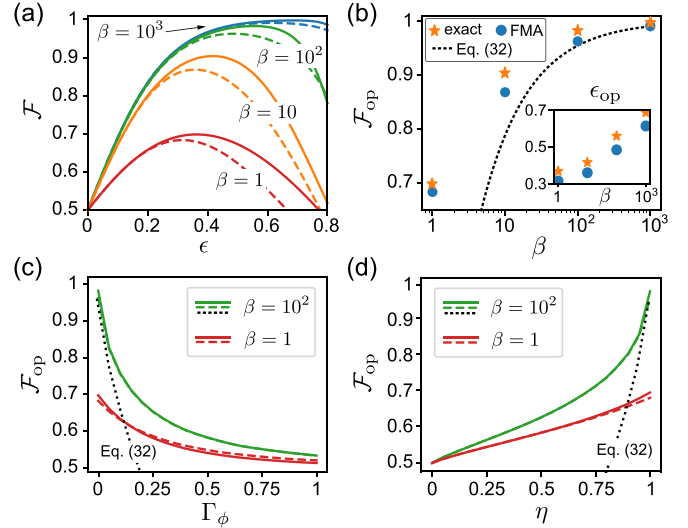 (a)
β = 10³
β = 10²
β = 10
β = 1
1
0.9
0.8
0.7
0.6
0.5
ℱ
0 0.2 0.4 0.6 0.8
ϵ
(b)
exact FMA
Eq. (32)
1
0.9
0.8
0.7
ℱop
ϵop
0.7
0.3
1 10³
β
1 10 10² 10³
β
(c)
β = 10²
β = 1
1
0.9
0.8
0.7
0.6
0.5
ℱop
Eq. (32)
0 0.25 0.5 0.75 1
Γϕ
(d)
β = 10²
β = 1
1
0.9
0.8
0.7
0.6
0.5
ℱop
Eq. (32)
0 0.25 0.5 0.75 1
η